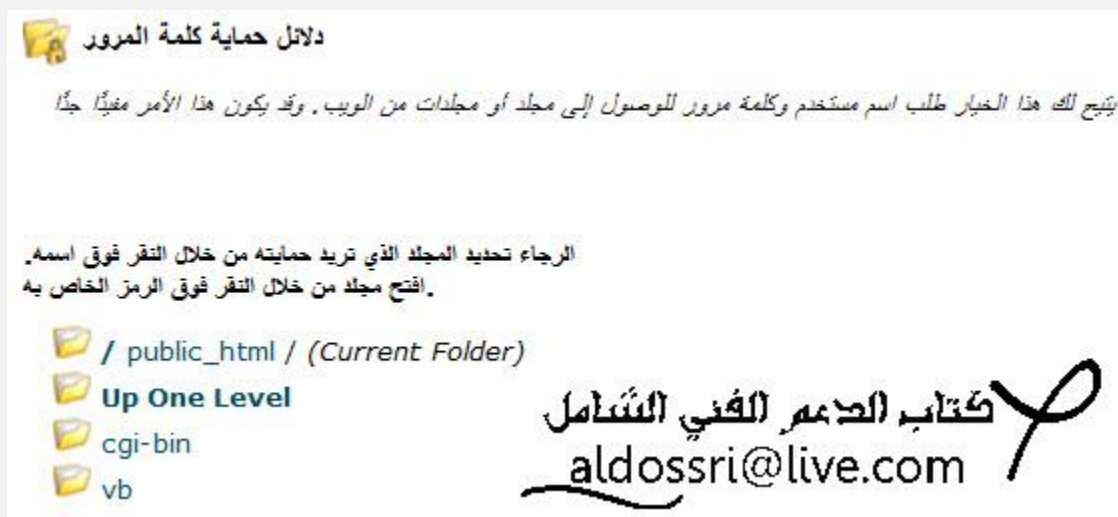 دلائل حماية كلمة المرور
يتيح لك هذا الخيار طلب اسم مستخدم وكلمة مرور للوصول إلى مجلد أو مجلدات من الويب. وقد يكون هذا الأمر مفيدًا جدًا
الرجاء تحديد المجلد الذي تريد حمايته من خلال النقر فوق اسمه.
.افتح مجلد من خلال النقر فوق الرمز الخاص به
/ public_html / (Current Folder)
Up One Level
cgi-bin
vb
كتاب الدعم الفني الشامل
aldossri@live.com